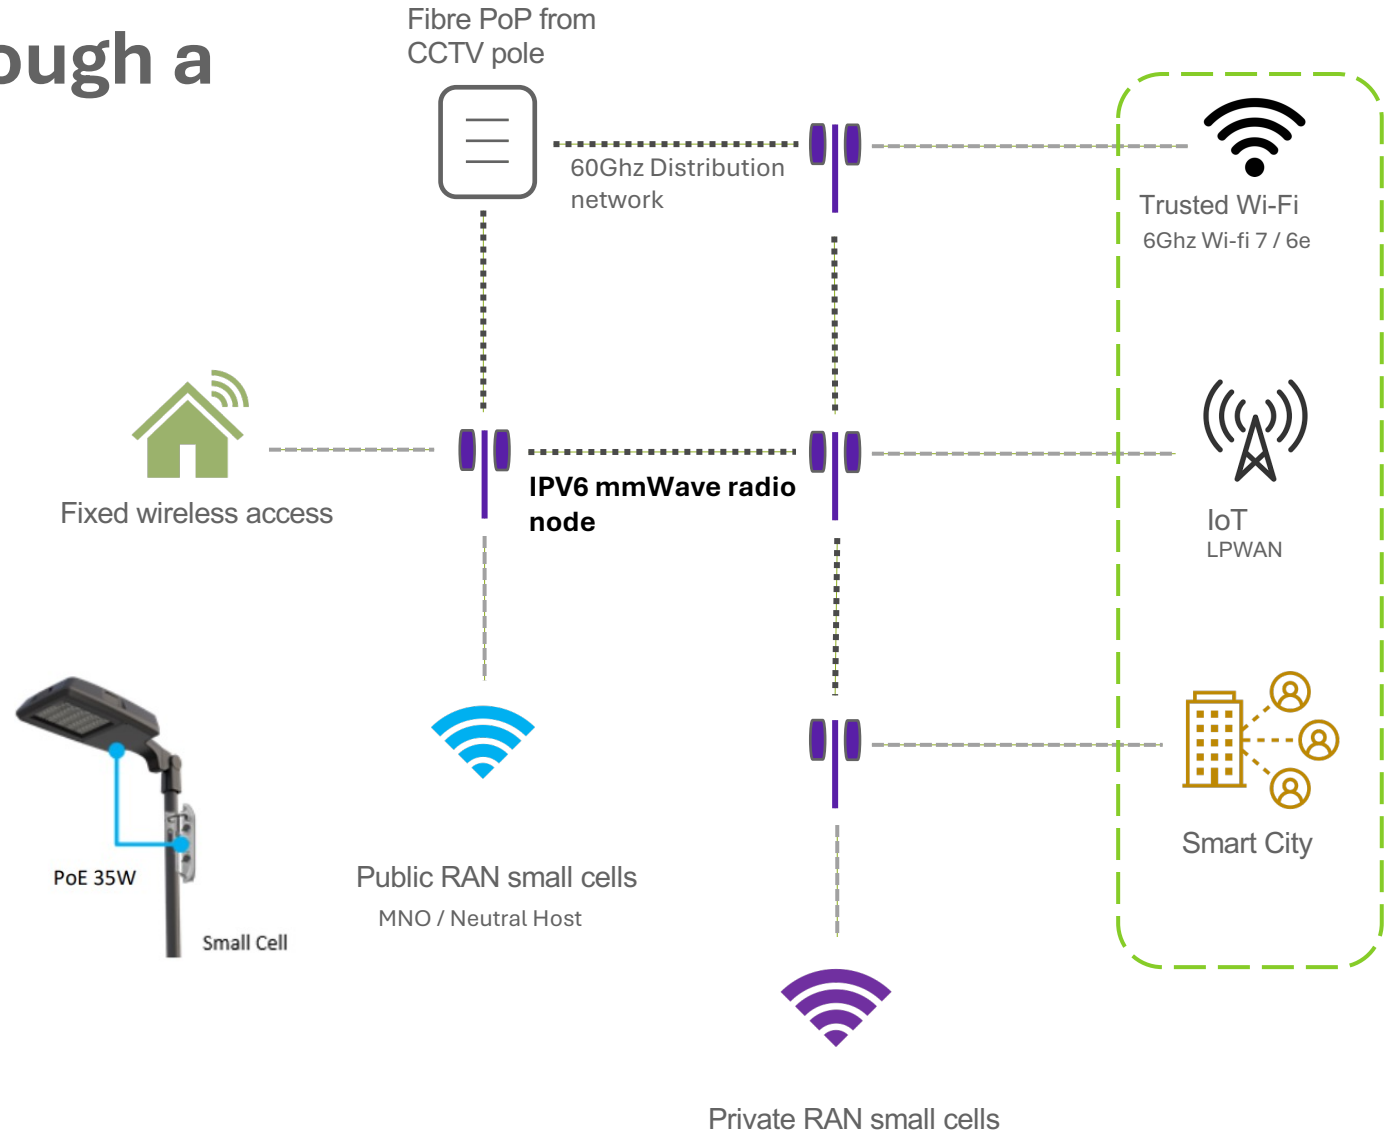 ough a
Fibre PoP from
CCTV pole
60Ghz Distribution
network
Trusted Wi-Fi
6Ghz Wi-fi 7 / 6e
Fixed wireless access
IPV6 mmWave radio
node
IoT
LPWAN
PoE 35W
Small Cell
Public RAN small cells
MNO / Neutral Host
Smart City
Private RAN small cells